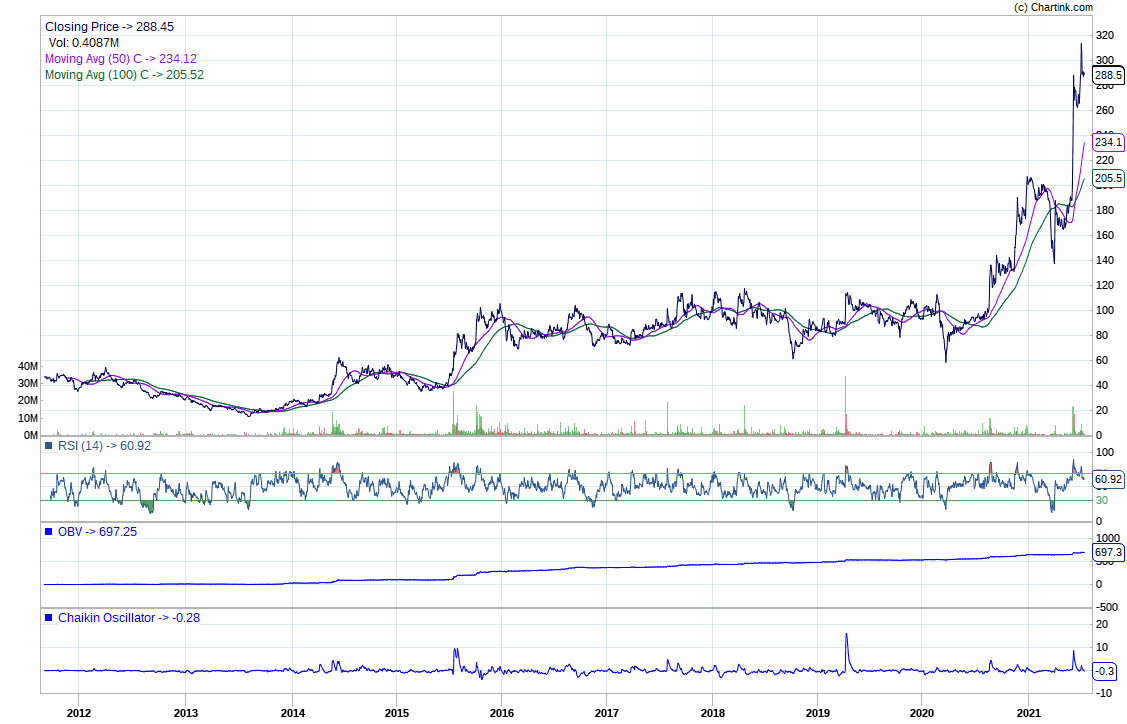 (c) Chartink.com
Closing Price -> 288.45
Vol: 0.4087M
Moving Avg (50) C -> 234.12
Moving Avg (100) C -> 205.52
320
300
288.5
280
260
240
234.1
220
205.5
200
180
160
140
120
100
80
60
40
20
0
40M
30M
20M
10M
0M
RSI (14) -> 60.92
100
60.92
30
0
OBV -> 697.25
1000
697.3
500
0
-500
Chaikin Oscillator -> -0.28
20
10
-0.3
-10
2012 2013 2014 2015 2016 2017 2018 2019 2020 2021